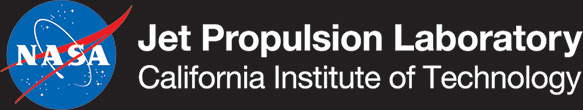 NASA
Jet Propulsion Laboratory
California Institute of Technology